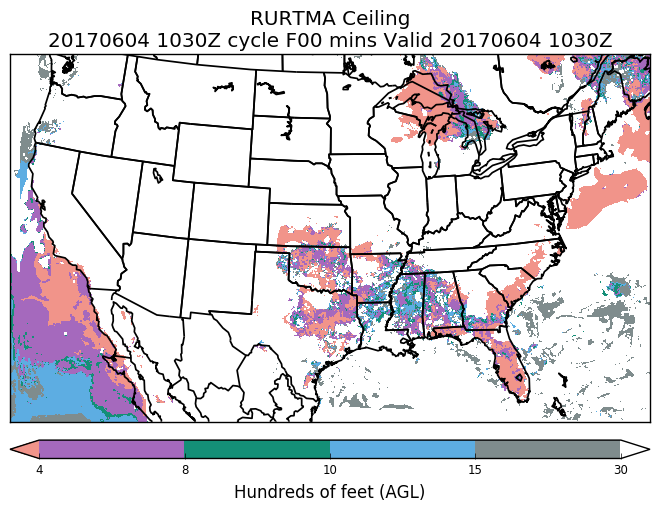 RURTMA Ceiling
20170604 1030Z cycle F00 mins Valid 20170604 1030Z
4 8 10 15 30
Hundreds of feet (AGL)